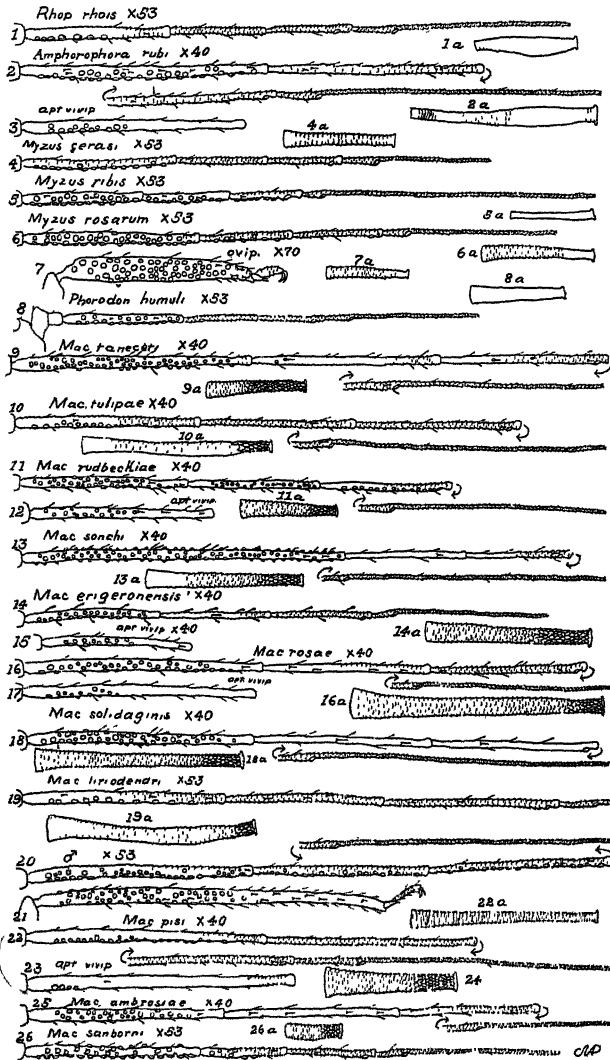 Rhop rhois X53
1
1a
Amphorophora rubi X40
2
2a
apt vivip
3
4a
Myzus cerasi X53
4
Myzus ribis X53
5
5a
Myzus rosarum X53
6
6a
ovip. X70
7
7a
8a
Phorodon humuli X53
8
Mac. tanaceti X40
9
9a
10
Mac. tulipae X40
10a
11 Mac rudbeckiae X40
apt vivip
12
11a
13
Mac sonchi X40
13a
Mac erigeronensis X40
14
14a
apt vivip X40
15
Mac rosae X40
16
apt vivip
17
16a
Mac solidaginis X40
18
18a
Mac liriodendri X53
19
19a
20 ♂ X53
21
22a
Mac pisi X40
22
23 apt vivip
24
25 Mac ambrosiae X40
26 Mac sanborni X53
26a